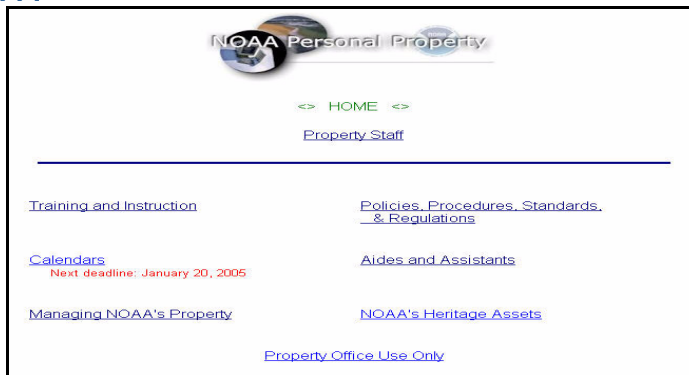 NOAA Personal Property
<> HOME <>
Property Staff
Training and Instruction
Policies, Procedures, Standards,
& Regulations
Calendars
Next deadline: January 20, 2005
Aides and Assistants
Managing NOAA's Property
NOAA's Heritage Assets
Property Office Use Only